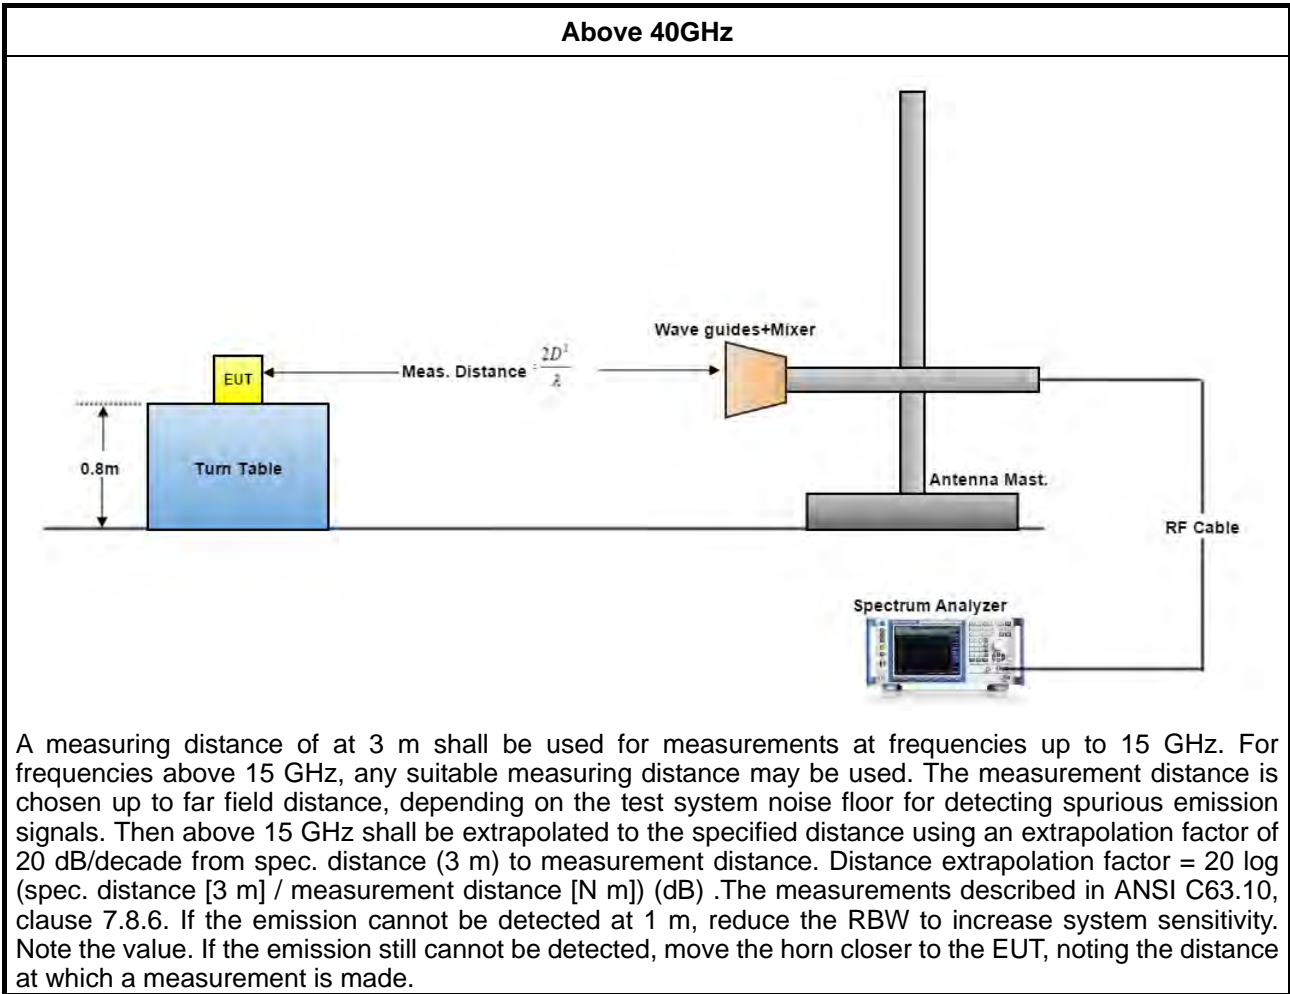 Above 40GHz
Wave guides+Mixer
EUT
Meas. Distance = 2D²/λ
0.8m
Turn Table
Antenna Mast.
RF Cable
Spectrum Analyzer
A measuring distance of at 3 m shall be used for measurements at frequencies up to 15 GHz. For
frequencies above 15 GHz, any suitable measuring distance may be used. The measurement distance is
chosen up to far field distance, depending on the test system noise floor for detecting spurious emission
signals. Then above 15 GHz shall be extrapolated to the specified distance using an extrapolation factor of
20 dB/decade from spec. distance (3 m) to measurement distance. Distance extrapolation factor = 20 log
(spec. distance [3 m] / measurement distance [N m]) (dB) .The measurements described in ANSI C63.10,
clause 7.8.6. If the emission cannot be detected at 1 m, reduce the RBW to increase system sensitivity.
Note the value. If the emission still cannot be detected, move the horn closer to the EUT, noting the distance
at which a measurement is made.